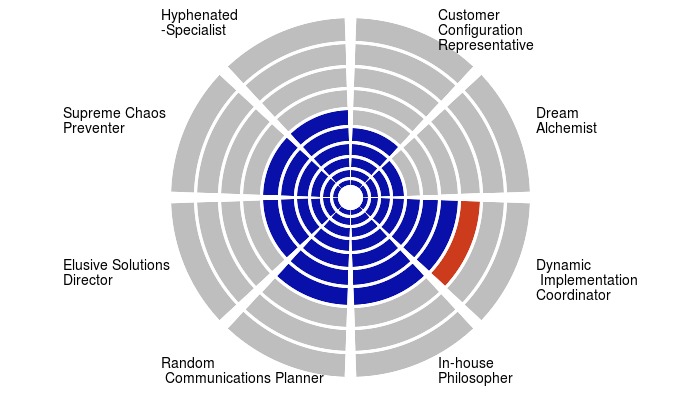 Hyphenated
-Specialist
Customer
Configuration
Representative
Supreme Chaos
Preventer
Dream
Alchemist
Elusive Solutions
Director
Dynamic
Implementation
Coordinator
Random
Communications Planner
In-house
Philosopher